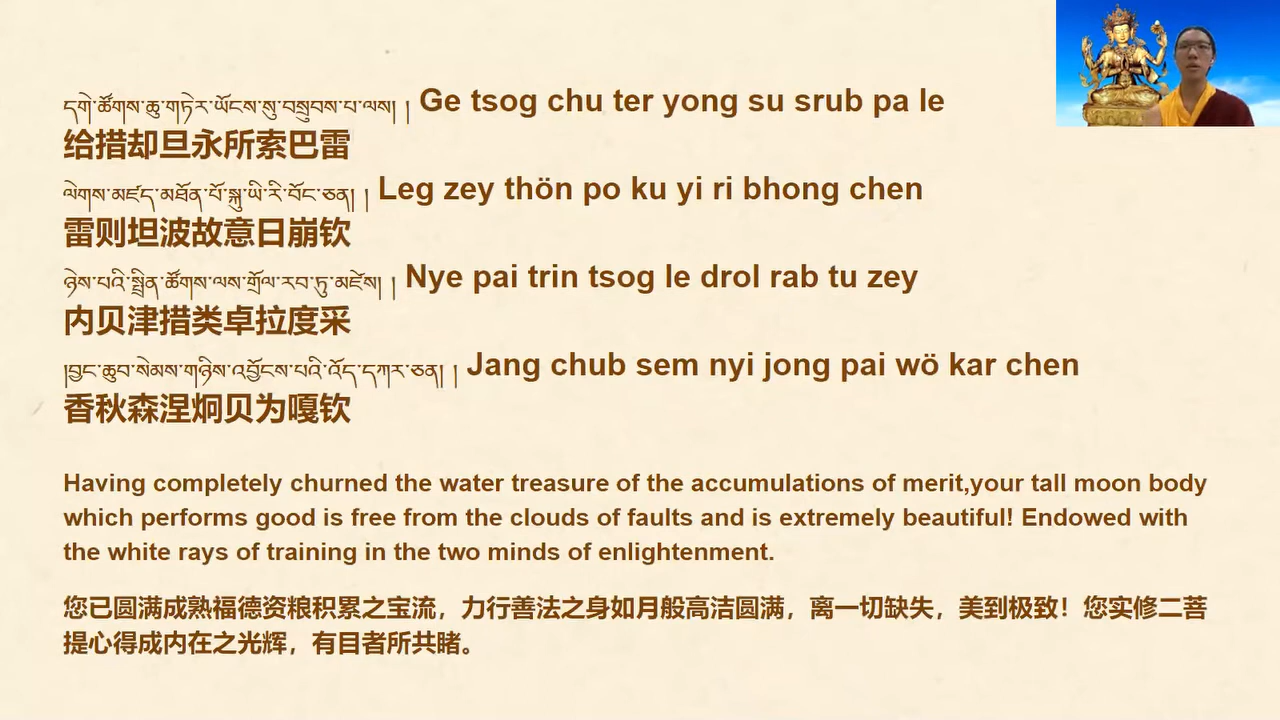 དགེ་ཚོགས་ཆུ་གཏེར་ཡོངས་སུ་བསྲུབས་པ་ལས། ། Ge tsog chu ter yong su srub pa le
给措却旦永所索巴雷
ལེགས་མཛད་མཐོན་པོ་སྐུ་ཡི་རི་བོང་ཅན། ། Leg zey thön po ku yi ri bhong chen
雷则坦波故意日崩钦
ཉེས་པའི་སྤྲིན་ཚོགས་ལས་གྲོལ་རབ་ཏུ་མཛེས། ། Nye pai trin tsog le drol rab tu zey
内贝津措类卓拉度采
།བྱང་ཆུབ་སེམས་གཉིས་འབྱོངས་པའི་འོད་དཀར་ཅན། ། Jang chub sem nyi jong pai wö kar chen
香秋森涅炯贝为嘎钦
Having completely churned the water treasure of the accumulations of merit,your tall moon body
which performs good is free from the clouds of faults and is extremely beautiful! Endowed with
the white rays of training in the two minds of enlightenment.
您已圆满成熟福德资粮积累之宝流，力行善法之身如月般高洁圆满，离一切缺失，美到极致！您实修二菩
提心得成内在之光辉，有目者所共睹。